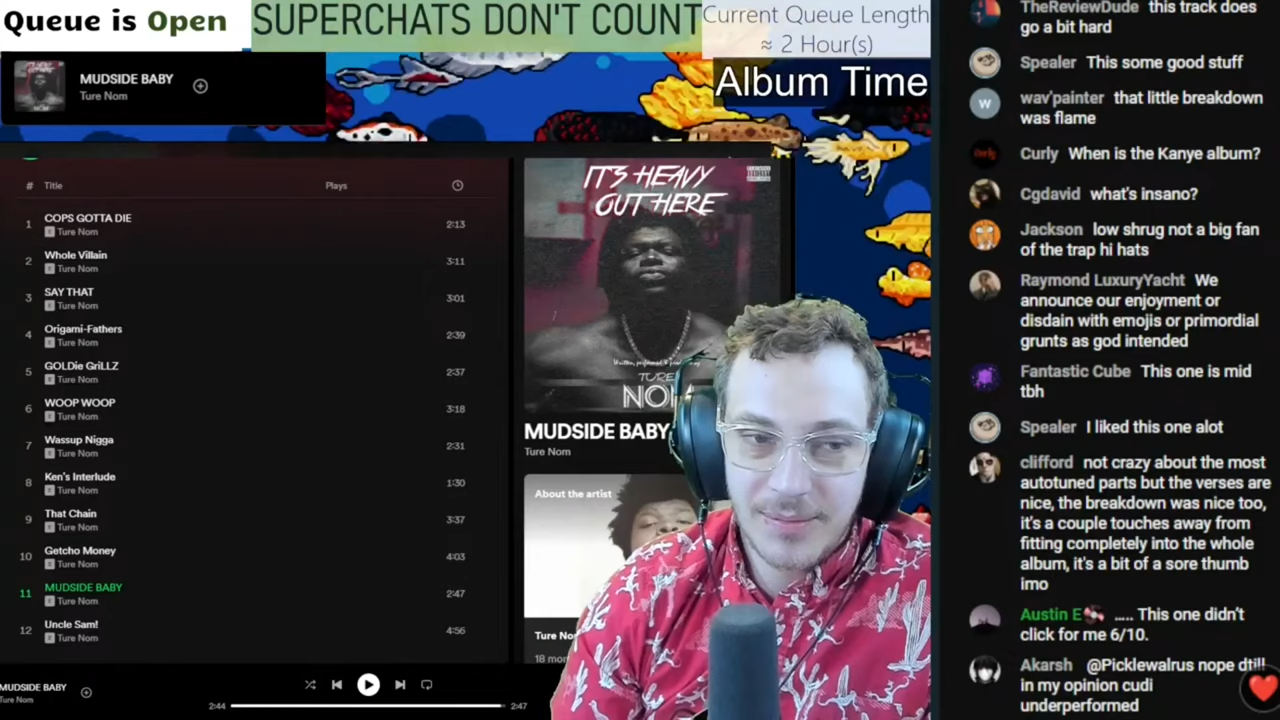 Queue is Open
SUPERCHATS DON'T COUNT
Current Queue Length
≈ 2 Hour(s)
Album Time
MUDSIDE BABY
Ture Nom
# Title Plays
1 COPS GOTTA DIE 2:13
E Ture Nom
2 Whole Villain 3:11
E Ture Nom
3 SAY THAT 3:01
E Ture Nom
4 Origami-Fathers 2:39
E Ture Nom
5 GOLDie GriLLZ 2:37
E Ture Nom
6 WOOP WOOP 3:18
E Ture Nom
7 Wassup Nigga 2:31
E Ture Nom
8 Ken's Interlude 1:30
E Ture Nom
9 That Chain 3:37
E Ture Nom
10 Getcho Money 4:03
E Ture Nom
11 MUDSIDE BABY 2:47
E Ture Nom
12 Uncle Sam! 4:56
E Ture Nom
IT'S HEAVY
OUT HERE
TURE
NOM
MUDSIDE BABY
Ture Nom
About the artist
Ture No
18 mon
MUDSIDE BABY
Ture Nom
2:44 2:47
TheReviewDude this track does
go a bit hard
Spealer This some good stuff
W wav'painter that little breakdown
was flame
Curly When is the Kanye album?
Cgdavid what's insano?
Jackson low shrug not a big fan
of the trap hi hats
Raymond LuxuryYacht We
announce our enjoyment or
disdain with emojis or primordial
grunts as god intended
Fantastic Cube This one is mid
tbh
Spealer I liked this one alot
clifford not crazy about the most
autotuned parts but the verses are
nice, the breakdown was nice too,
it's a couple touches away from
fitting completely into the whole
album, it's a bit of a sore thumb
imo
Austin E ..... This one didn't
click for me 6/10.
Akarsh @Picklewalrus nope dtill
in my opinion cudi
underperformed